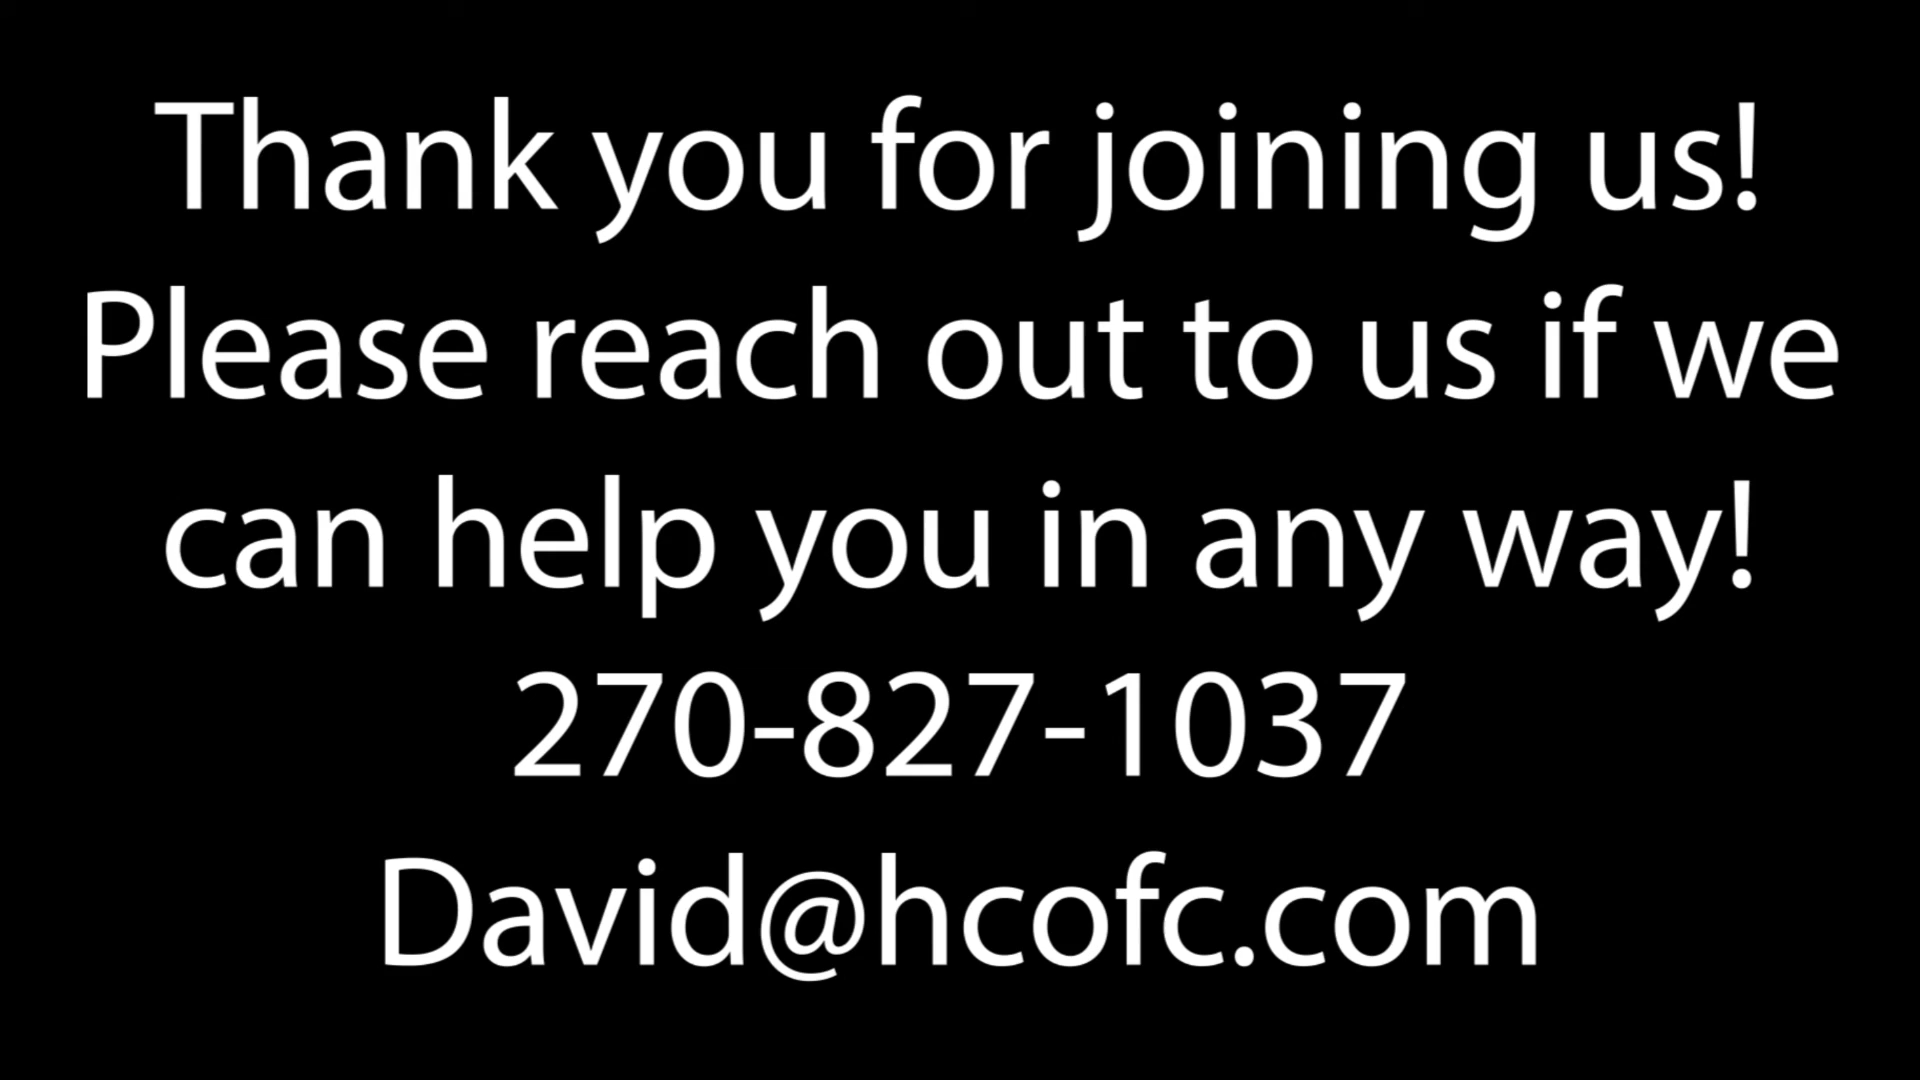 Thank you for joining us!
Please reach out to us if we
can help you in any way!
270-827-1037
David@hcofc.com